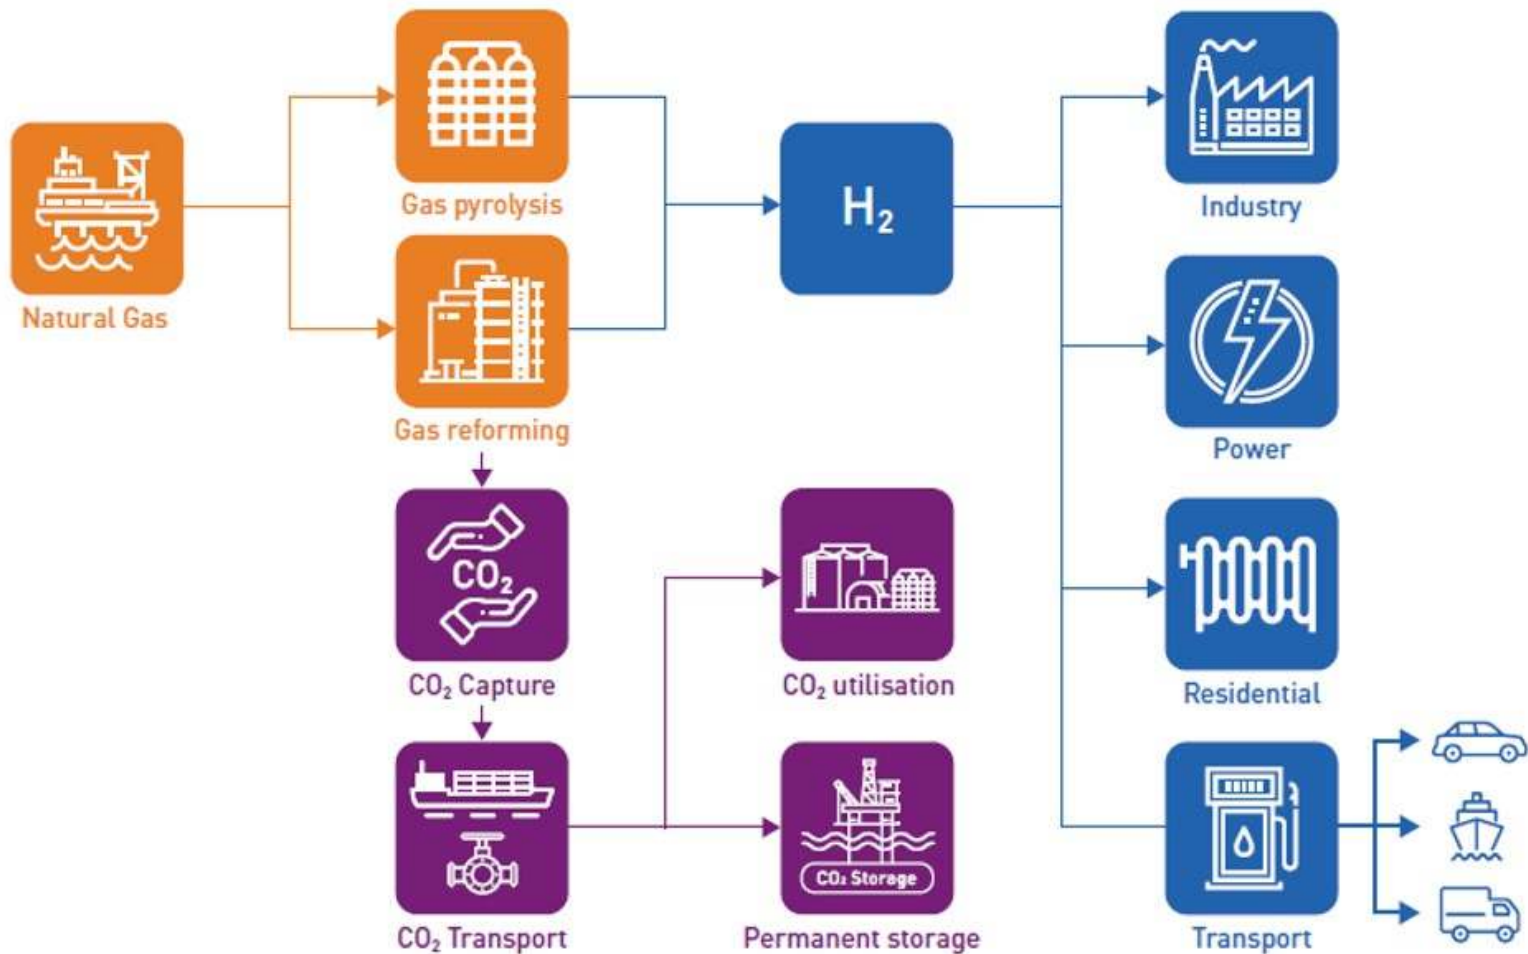 Gas pyrolysis
Natural Gas
Gas reforming
H₂
Industry
Power
Residential
Transport
CO₂
CO₂ Capture
CO₂ utilisation
CO₂ Transport
CO₂ Storage
Permanent storage